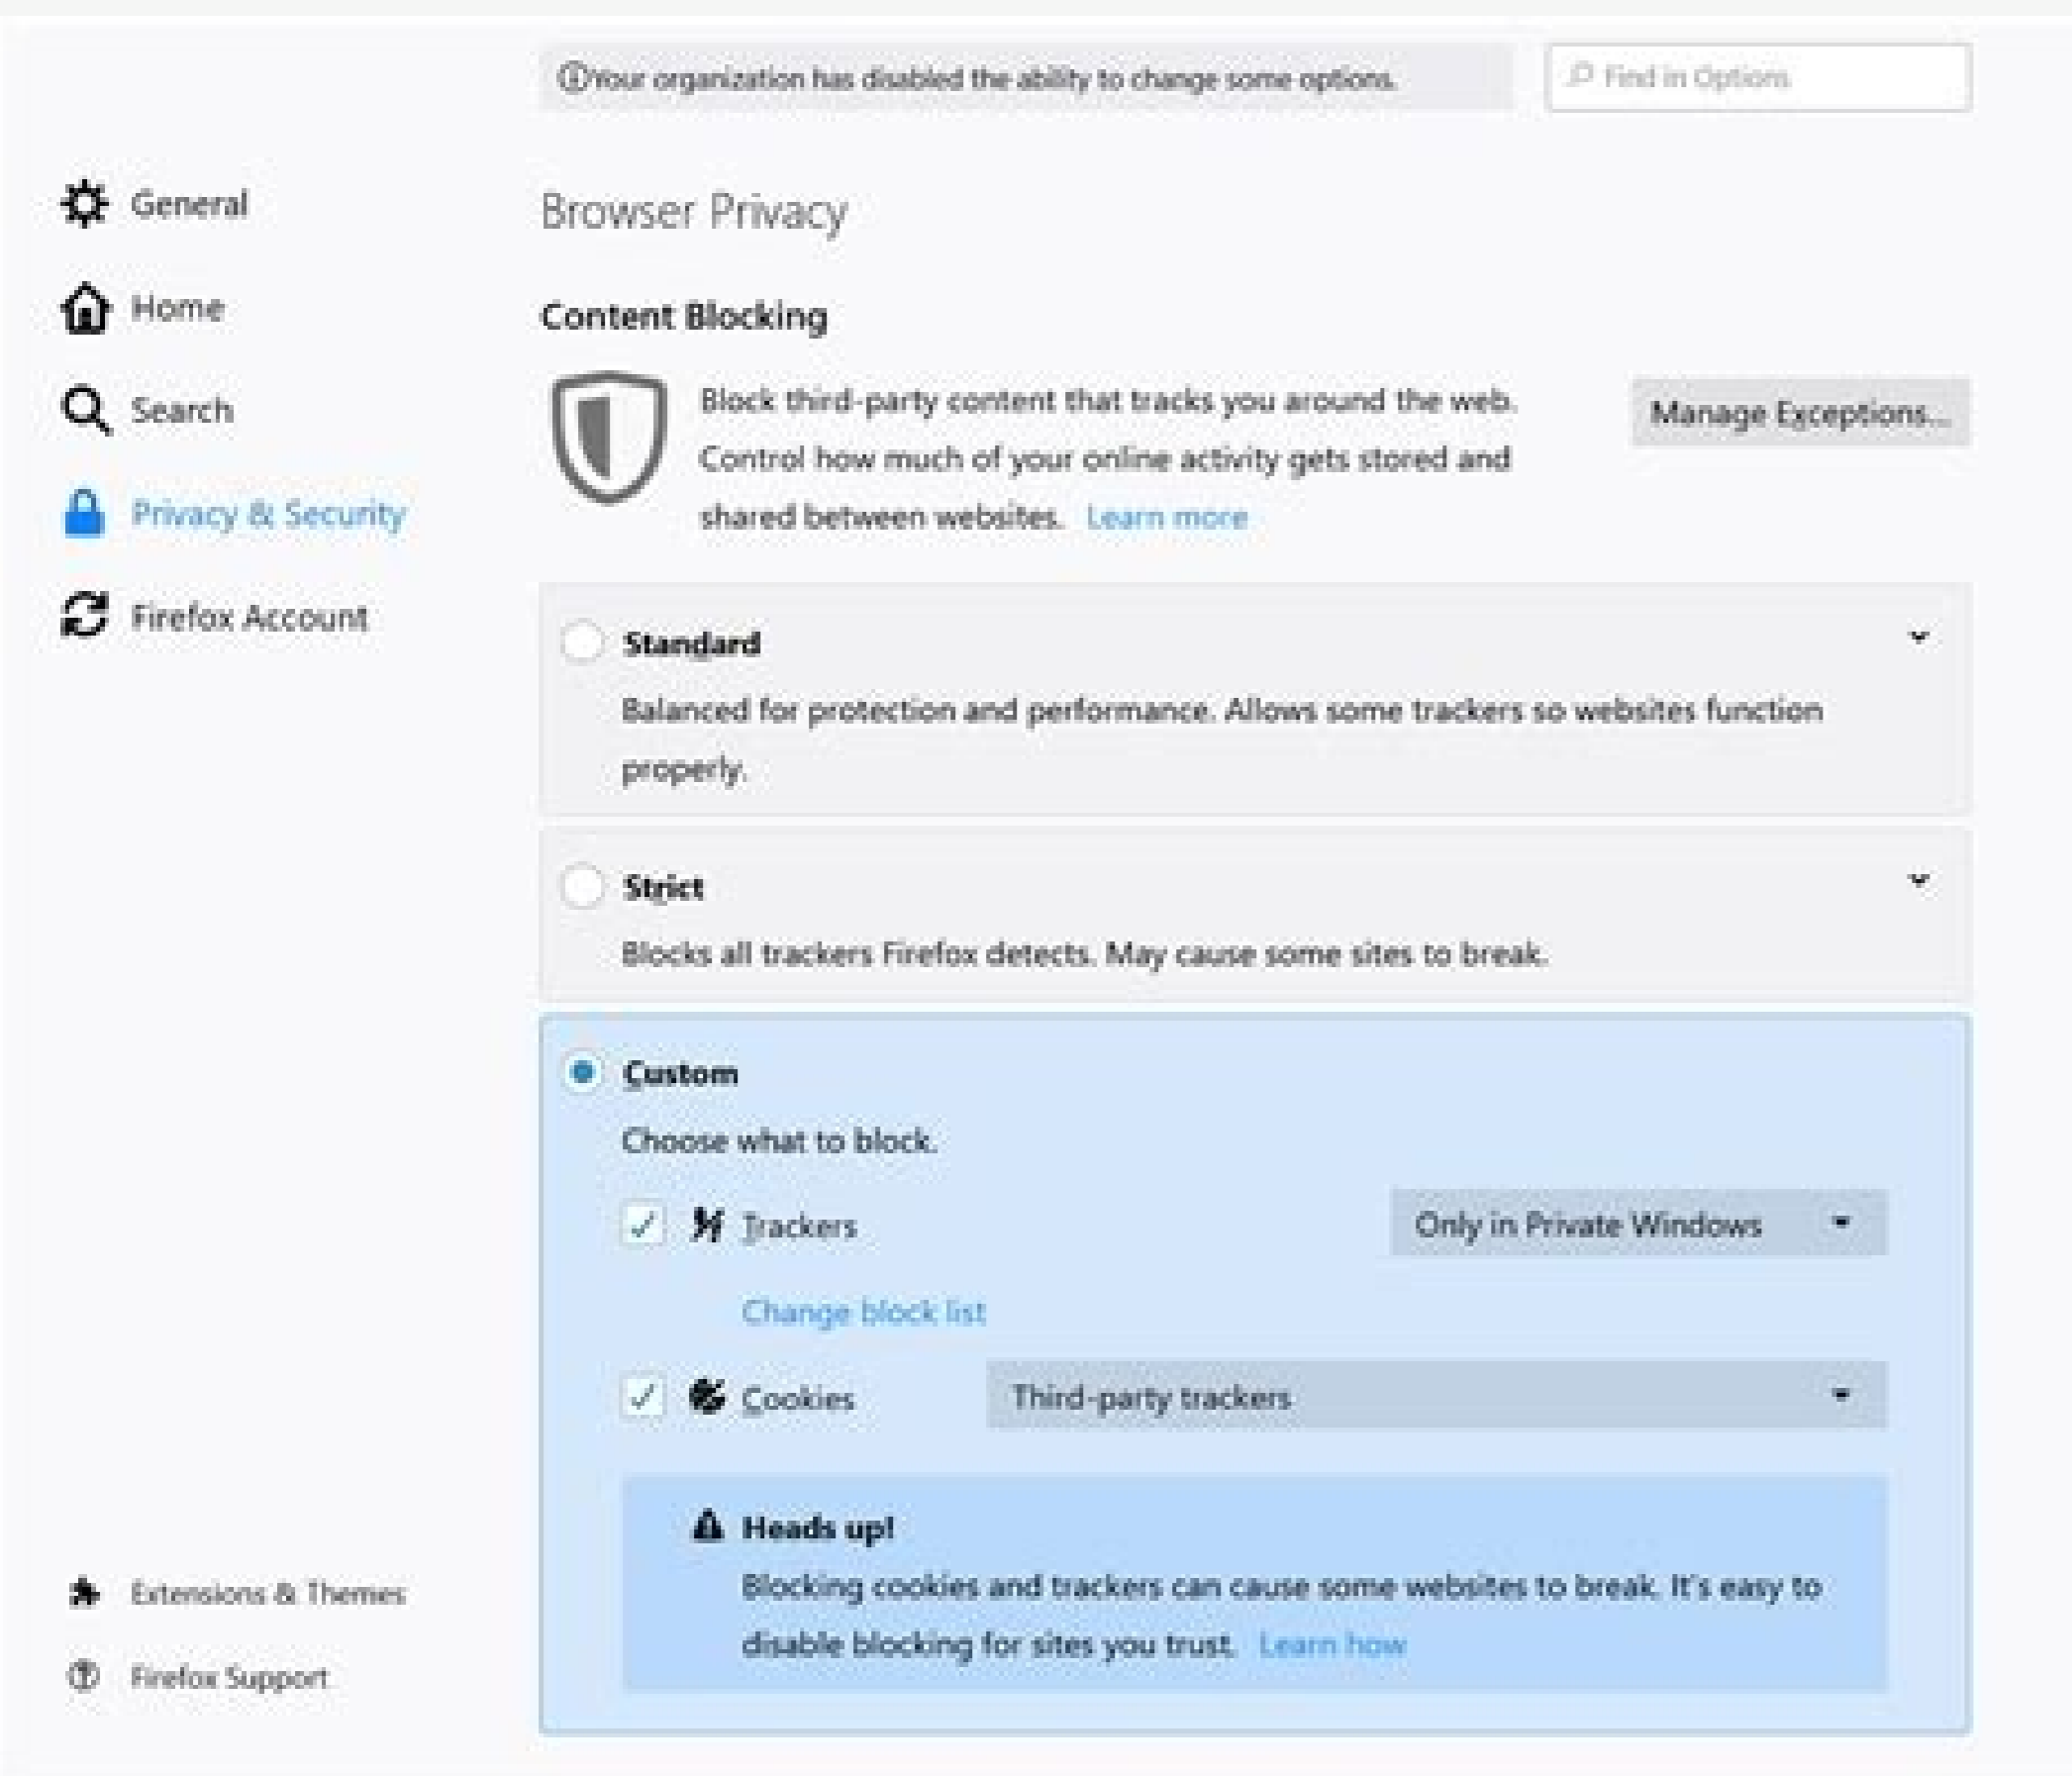 Your organization has disabled the ability to change some options.
Find in Options
General
Home
Search
Privacy & Security
Firefox Account
Extensions & Themes
Firefox Support
Browser Privacy
Content Blocking
Block third-party content that tracks you around the web.
Control how much of your online activity gets stored and
shared between websites. Learn more
Manage Exceptions...
Standard
Balanced for protection and performance. Allows some trackers so websites function
properly.
Strict
Blocks all trackers Firefox detects. May cause some sites to break.
Custom
Choose what to block.
Trackers
Only in Private Windows
Change block list
Cookies
Third-party trackers
Heads up!
Blocking cookies and trackers can cause some websites to break. It's easy to
disable blocking for sites you trust. Learn how